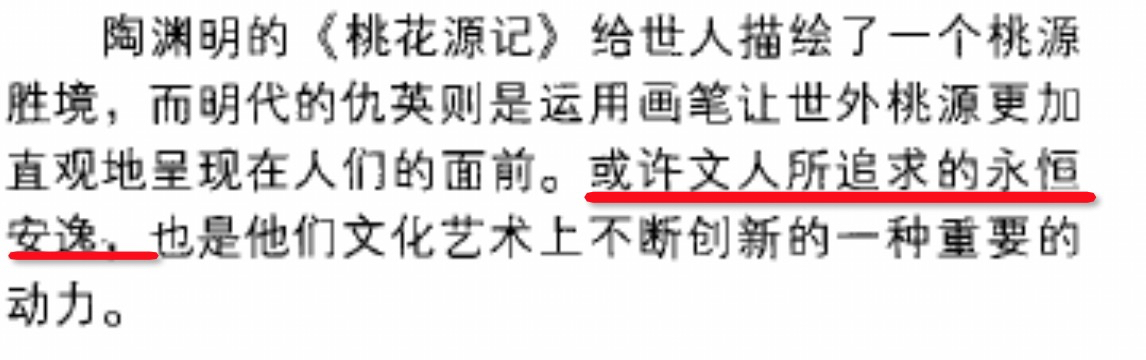 陶渊明的《桃花源记》给世人描绘了一个桃源
胜境，而明代的仇英则是运用画笔让世外桃源更加
直观地呈现在人们的面前。或许文人所追求的永恒
安逸，也是他们文化艺术上不断创新的一种重要的
动力。